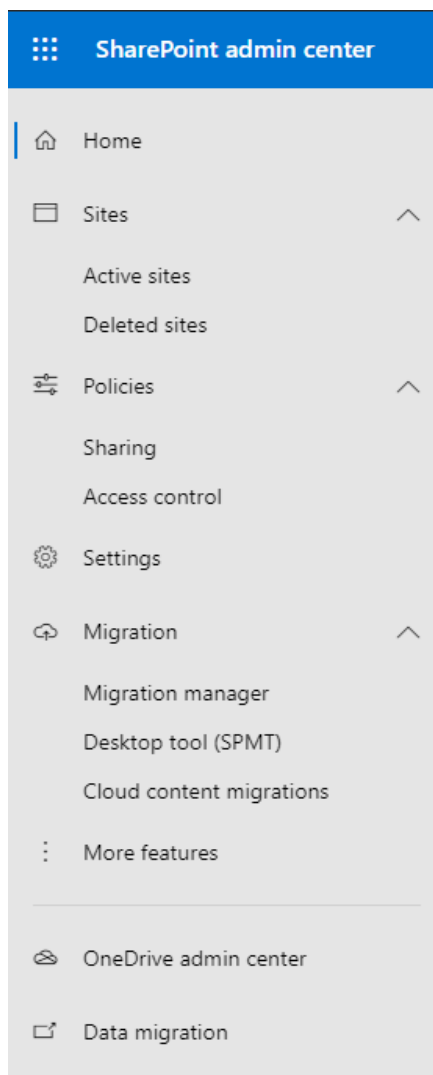 SharePoint admin center
Home
Sites
Active sites
Deleted sites
Policies
Sharing
Access control
Settings
Migration
Migration manager
Desktop tool (SPMT)
Cloud content migrations
More features
OneDrive admin center
Data migration